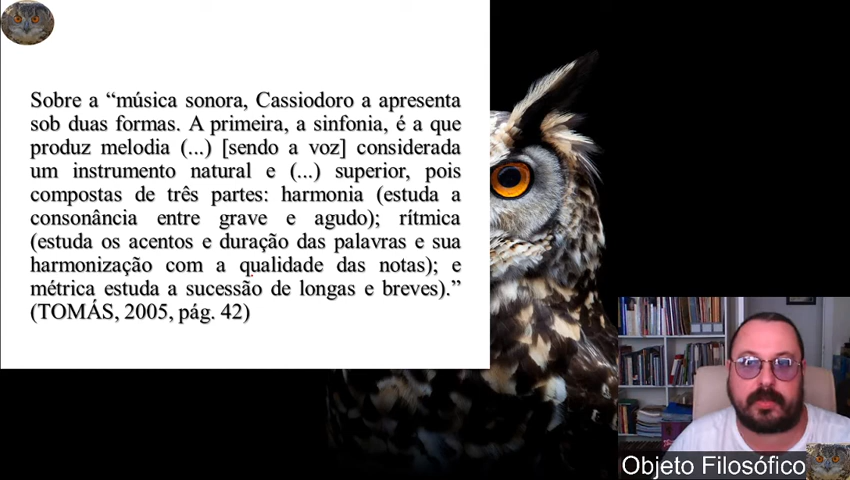 Sobre a “música sonora, Cassiodoro a apresenta
sob duas formas. A primeira, a sinfonia, é a que
produz melodia (...) [sendo a voz] considerada
um instrumento natural e (...) superior, pois
compostas de três partes: harmonia (estuda a
consonância entre grave e agudo); rítmica
(estuda os acentos e duração das palavras e sua
harmonização com a qualidade das notas); e
métrica estuda a sucessão de longas e breves).”
(TOMÁS, 2005, pág. 42)
Objeto Filosófico